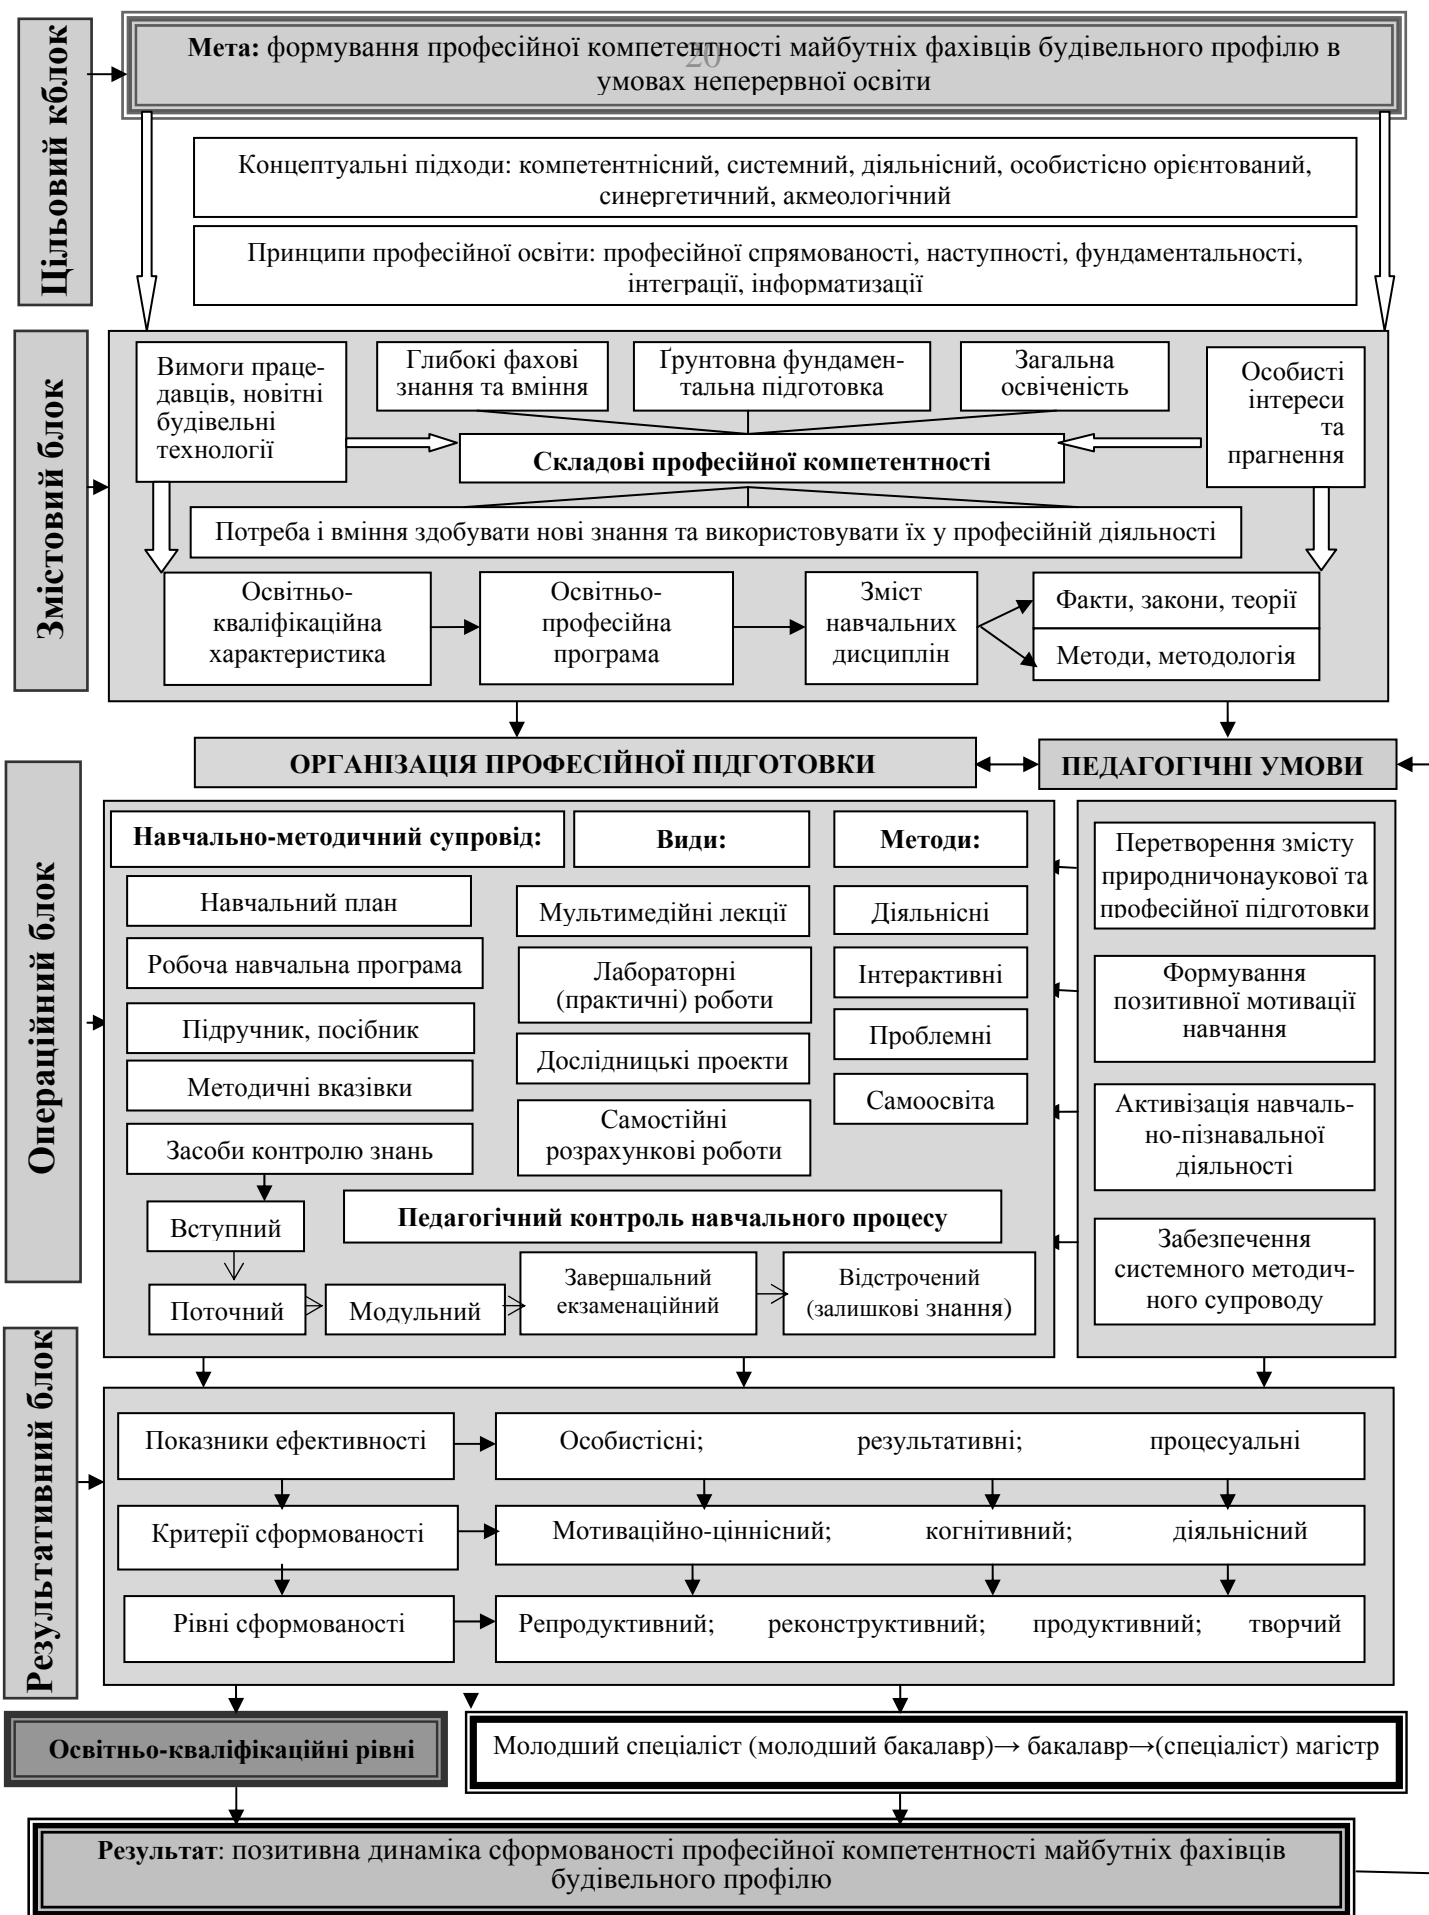 Цільовий кблок
Мета: формування професійної компетентності майбутніх фахівців будівельного профілю в
20
умовах неперервної освіти
Концептуальні підходи: компетентнісний, системний, діяльнісний, особистісно орієнтований,
синергетичний, акмеологічний
Принципи професійної освіти: професійної спрямованості, наступності, фундаментальності,
інтеграції, інформатизації
Змістовий блок
Вимоги праце-
давців, новітні
будівельні
технології
Глибокі фахові
знання та вміння
Ґрунтовна фундамен-
тальна підготовка
Загальна
освіченість
Особисті
інтереси
та
прагнення
Складові професійної компетентності
Потреба і вміння здобувати нові знання та використовувати їх у професійній діяльності
Освітньо-
кваліфікаційна
характеристика
Освітньо-
професійна
програма
Зміст
навчальних
дисциплін
Факти, закони, теорії
Методи, методологія
ОРГАНІЗАЦІЯ ПРОФЕСІЙНОЇ ПІДГОТОВКИ
ПЕДАГОГІЧНІ УМОВИ
Операційний блок
Навчально-методичний супровід:
Навчальний план
Робоча навчальна програма
Підручник, посібник
Методичні вказівки
Засоби контролю знань
Види:
Мультимедійні лекції
Лабораторні
(практичні) роботи
Дослідницькі проекти
Самостійні
розрахункові роботи
Методи:
Діяльнісні
Інтерактивні
Проблемні
Самоосвіта
Педагогічний контроль навчального процесу
Вступний
Поточний
Модульний
Завершальний
екзаменаційний
Відстрочений
(залишкові знання)
Перетворення змісту
природничонаукової та
професійної підготовки
Формування
позитивної мотивації
навчання
Активізація навчаль-
но-пізнавальної
діяльності
Забезпечення
системного методич-
ного супроводу
Результативний блок
Показники ефективності
Особистісні; результативні; процесуальні
Критерії сформованості
Мотиваційно-ціннісний; когнітивний; діяльнісний
Рівні сформованості
Репродуктивний; реконструктивний; продуктивний; творчий
Освітньо-кваліфікаційні рівні
Молодший спеціаліст (молодший бакалавр)→ бакалавр→(спеціаліст) магістр
Результат: позитивна динаміка сформованості професійної компетентності майбутніх фахівців
будівельного профілю